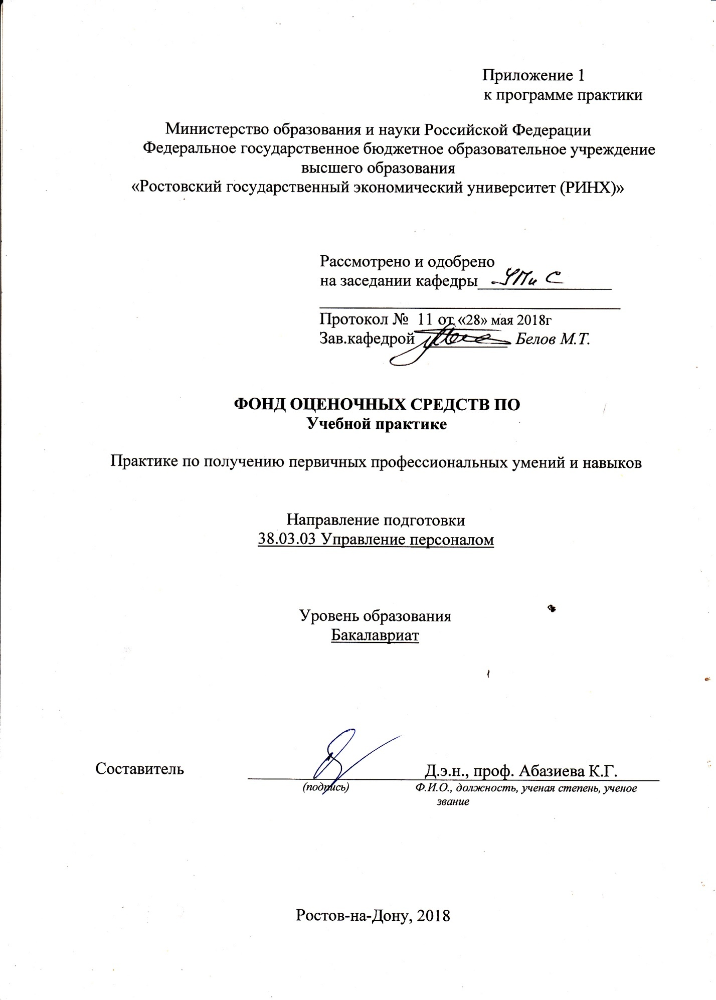 Приложение 1
к программе практики
Министерство образования и науки Российской Федерации
Федеральное государственное бюджетное образовательное учреждение
высшего образования
«Ростовский государственный экономический университет (РИНХ)»
Рассмотрено и одобрено
на заседании кафедры УПиС
Протокол № 11 от «28» мая 2018г
Зав.кафедрой Белов М.Т.
ФОНД ОЦЕНОЧНЫХ СРЕДСТВ ПО
Учебной практике
Практике по получению первичных профессиональных умений и навыков
Направление подготовки
38.03.03 Управление персоналом
Уровень образования
Бакалавриат
Составитель Д.э.н., проф. Абазиева К.Г.
(подпись) Ф.И.О., должность, ученая степень, ученое
звание
Ростов-на-Дону, 2018